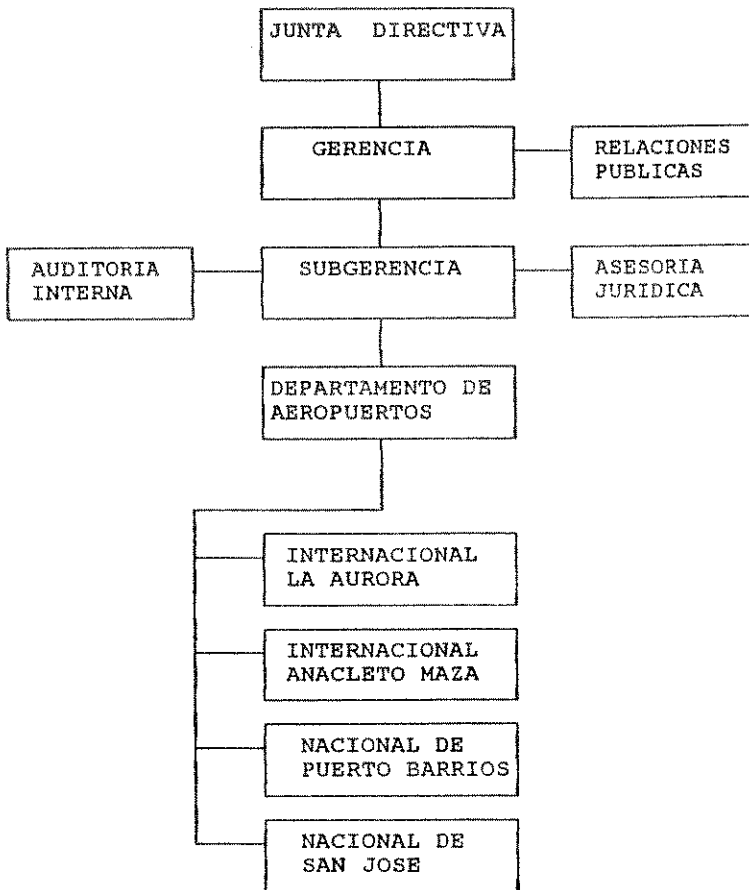 JUNTA DIRECTIVA
GERENCIA
RELACIONES
PUBLICAS
AUDITORIA
INTERNA
SUBGERENCIA
ASESORIA
JURIDICA
DEPARTAMENTO DE
AEROPUERTOS
INTERNACIONAL
LA AURORA
INTERNACIONAL
ANACLETO MAZA
NACIONAL DE
PUERTO BARRIOS
NACIONAL DE
SAN JOSE